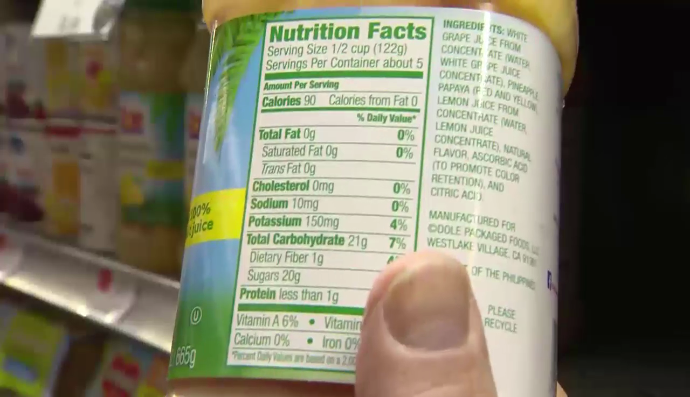 Nutrition Facts
Serving Size 1/2 cup (122g)
Servings Per Container about 5
Amount Per Serving
Calories 90 Calories from Fat 0
% Daily Value*
Total Fat 0g 0%
Saturated Fat 0g 0%
Trans Fat 0g
Cholesterol 0mg 0%
Sodium 10mg 0%
Potassium 150mg 4%
Total Carbohydrate 21g 7%
Dietary Fiber 1g
Sugars 20g
Protein less than 1g
Vitamin A 6% • Vitamin
Calcium 0% • Iron 0%
*Percent Daily Values are based on a 2,00
INGREDIENTS: WHITE
GRAPE JUICE FROM
CONCENTRATE (WATER,
WHITE GRAPE JUICE
CONCENTRATE), PINEAPPLE,
PAPAYA (RED AND YELLOW),
LEMON JUICE FROM
CONCENTRATE (WATER,
LEMON JUICE
CONCENTRATE), NATURAL
FLAVOR, ASCORBIC ACID
(TO PROMOTE COLOR
RETENTION), AND
CITRIC ACID.
MANUFACTURED FOR
©DOLE PACKAGED FOODS, LLC
WESTLAKE VILLAGE, CA
OF THE PHILIPPINES
PLEASE
RECYCLE
100%
juice
U
665g